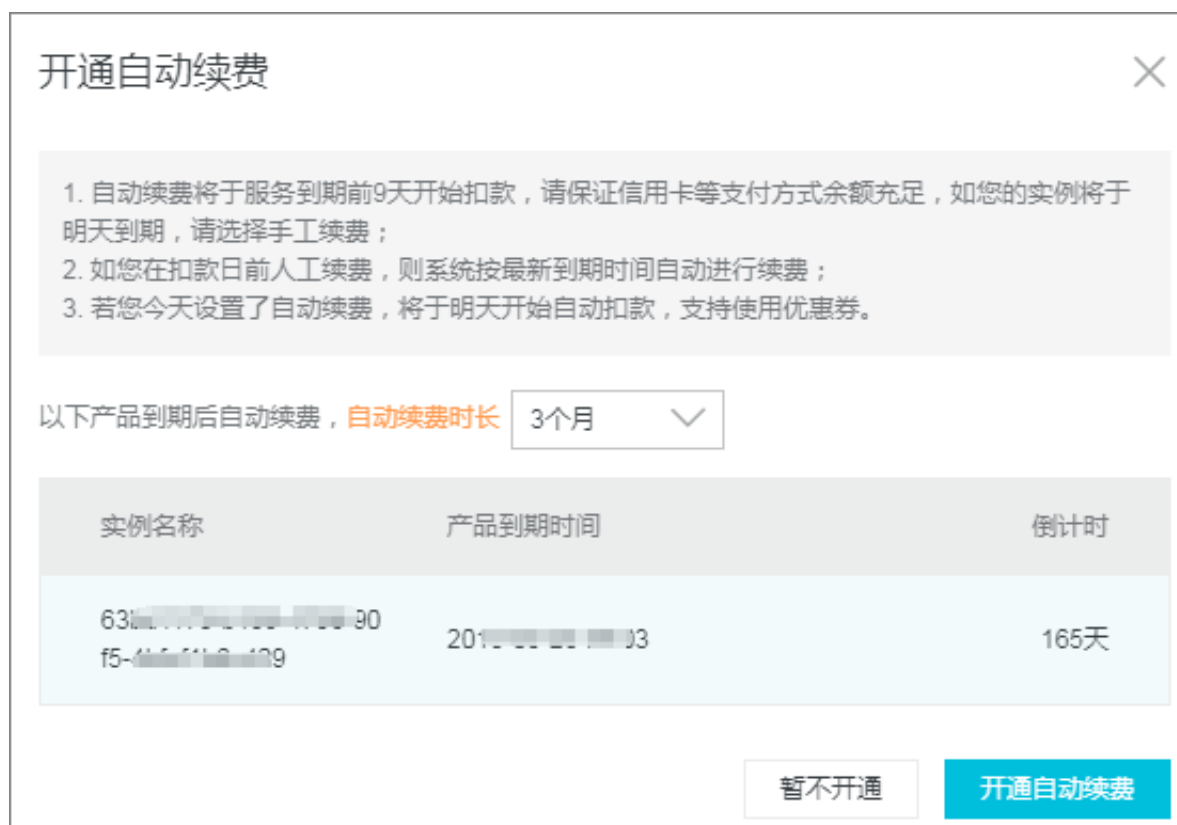 开通自动续费
1. 自动续费将于服务到期前9天开始扣款，请保证信用卡等支付方式余额充足，如您的实例将于
明天到期，请选择手工续费；
2. 如您在扣款日前人工续费，则系统按最新到期时间自动进行续费；
3. 若您今天设置了自动续费，将于明天开始自动扣款，支持使用优惠券。
以下产品到期后自动续费，自动续费时长 3个月
实例名称 产品到期时间 倒计时
165天
暂不开通 开通自动续费